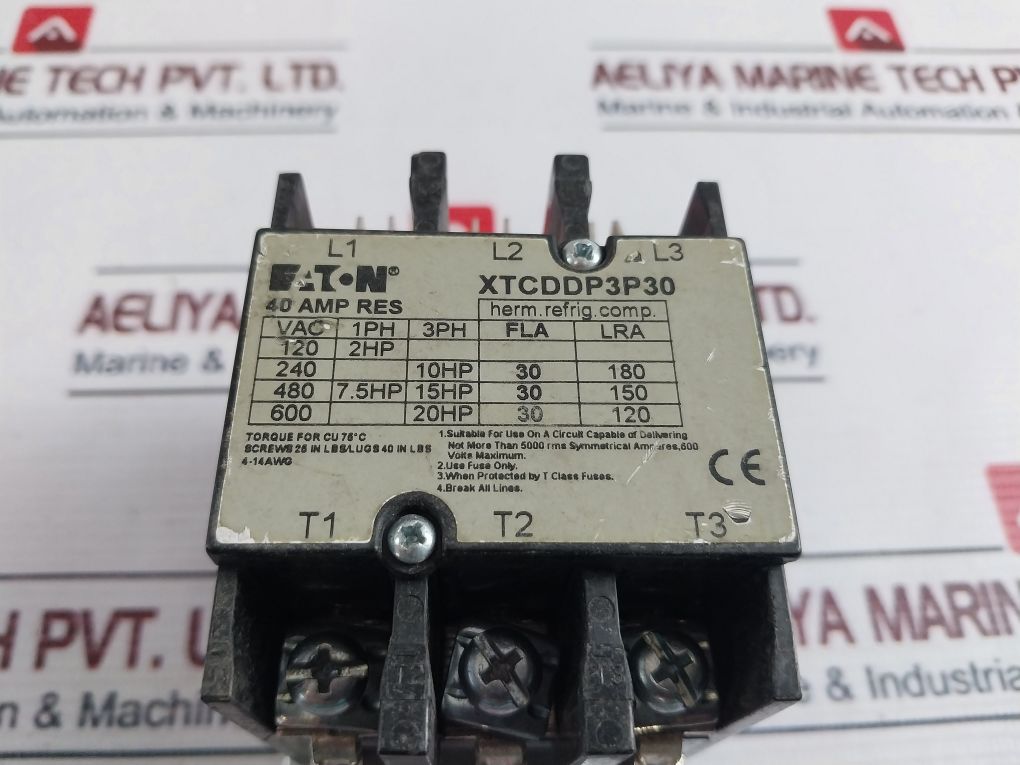 NE TECH PVT. LTD.
Automation & Machinery
AELIYA MARINE TECH P
Marine & Industrial Automation
L1
L2
L3
EATON®
XTCDDP3P30
40 AMP RES
herm.refrig.comp.
VAC 1PH 3PH FLA LRA
120 2HP
240 10HP 30 180
480 7.5HP 15HP 30 150
600 20HP 30 120
TORQUE FOR CU 75°C
SCREWS 25 IN LBS/LUGS 40 IN LBS
4-14AWG
1.Suitable For Use On A Circuit Capable of Delivering
Not More Than 5000 rms Symmetrical Amperes,600
Volts Maximum.
2.Use Fuse Only.
3.When Protected by T Class Fuses.
4.Break All Lines.
CE
T1
T2
T3
AELIYA
Marine &
inery
H PVT. L
n & Machin
YA MARIN
e & Industria